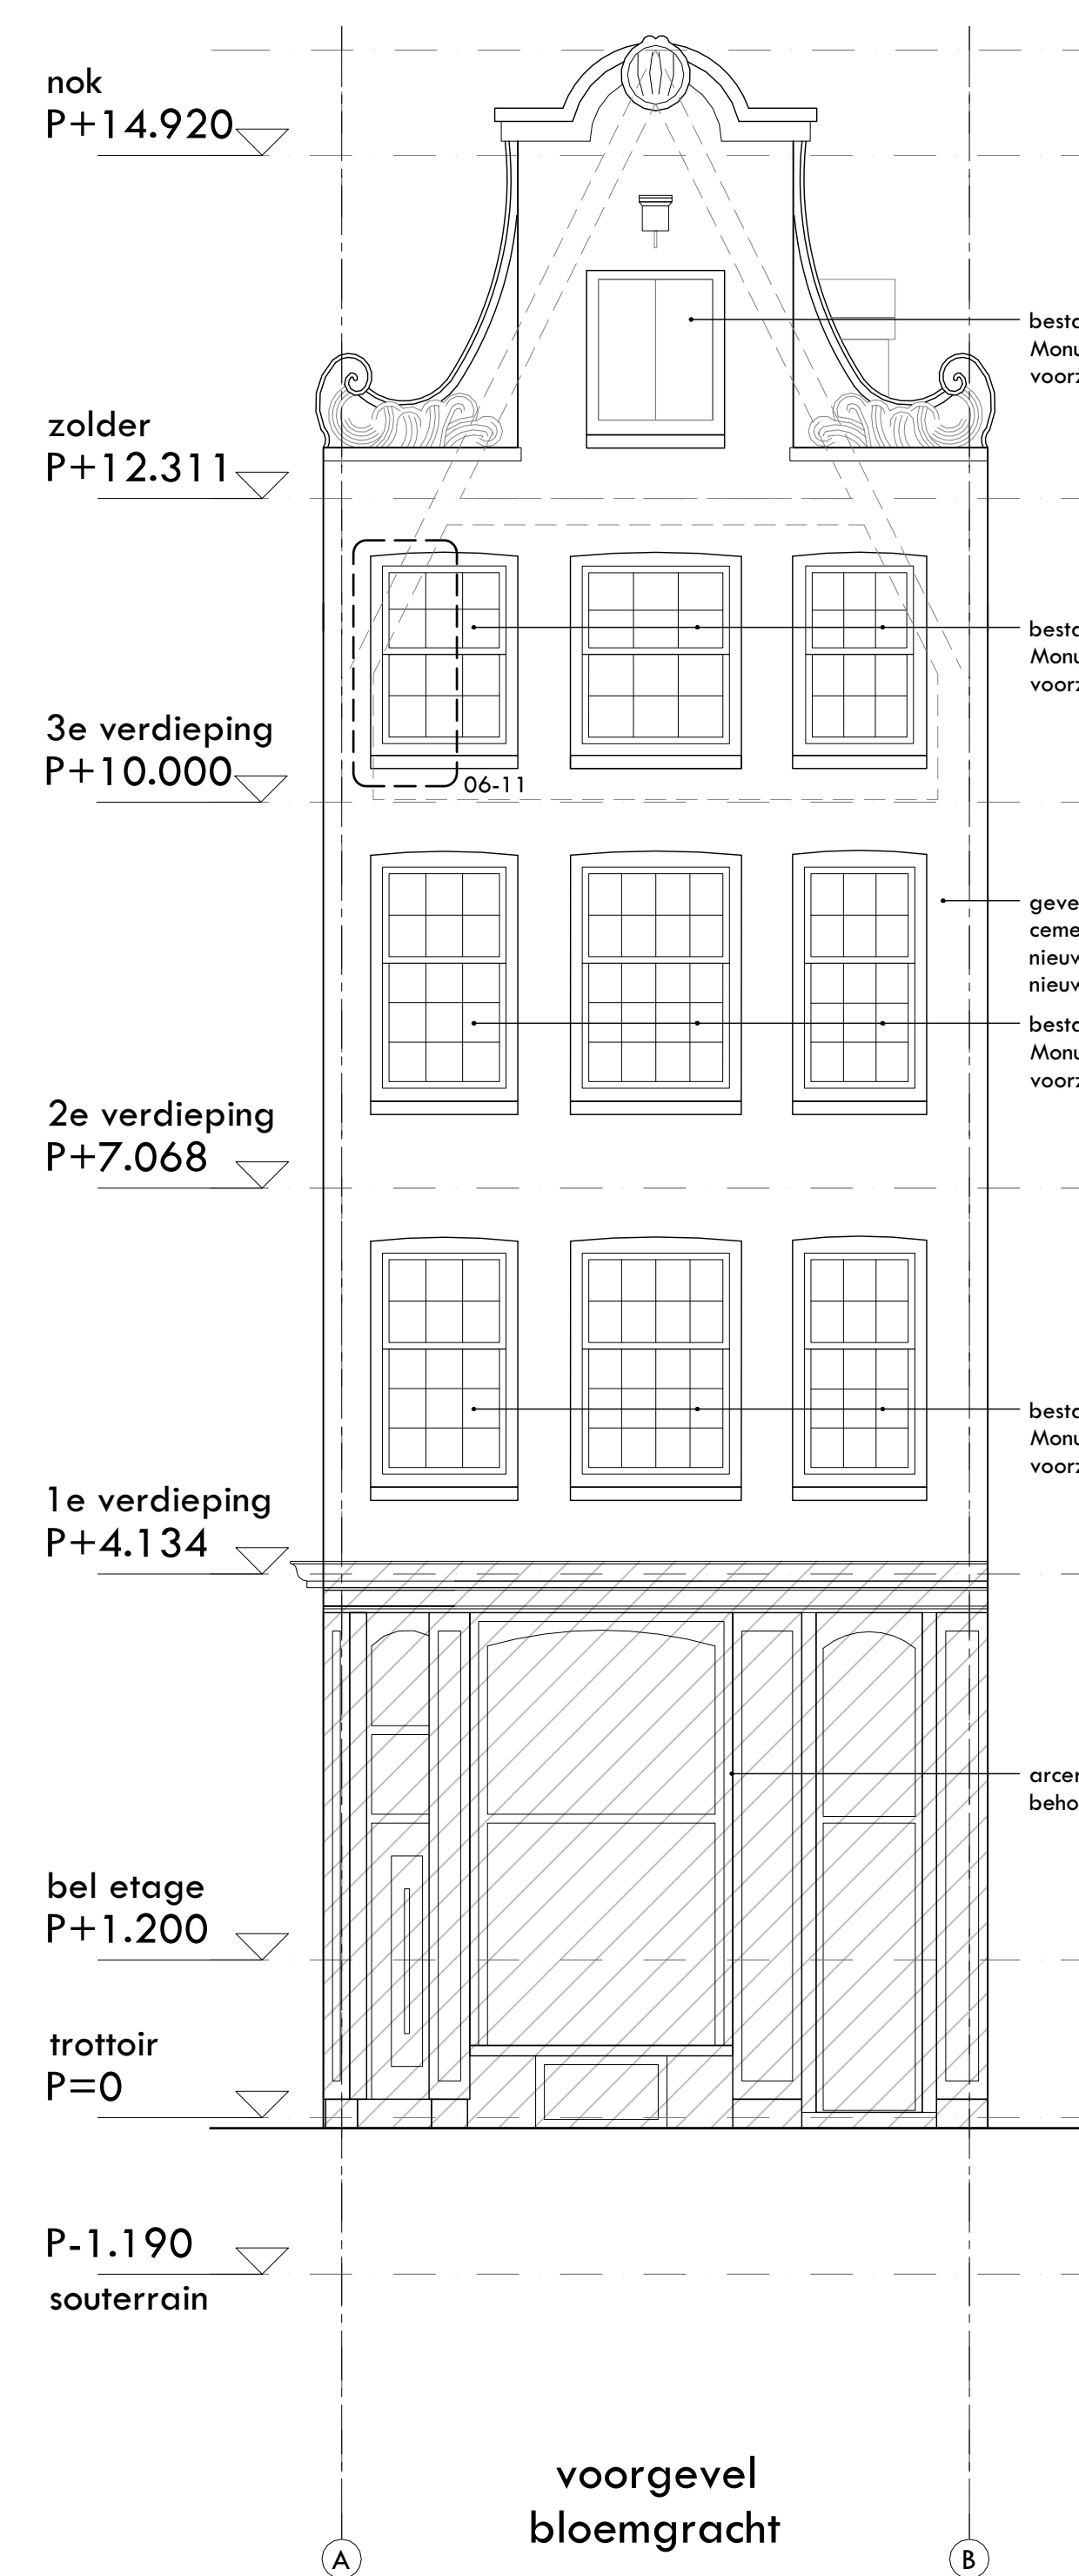 nok
P+14.920
zolder
P+12.311
3e verdieping
P+10.000
06-11
2e verdieping
P+7.068
1e verdieping
P+4.134
bel etage
P+1.200
trottoir
P=0
P-1.190
souterrain
voorgevel
bloemgracht
A
B